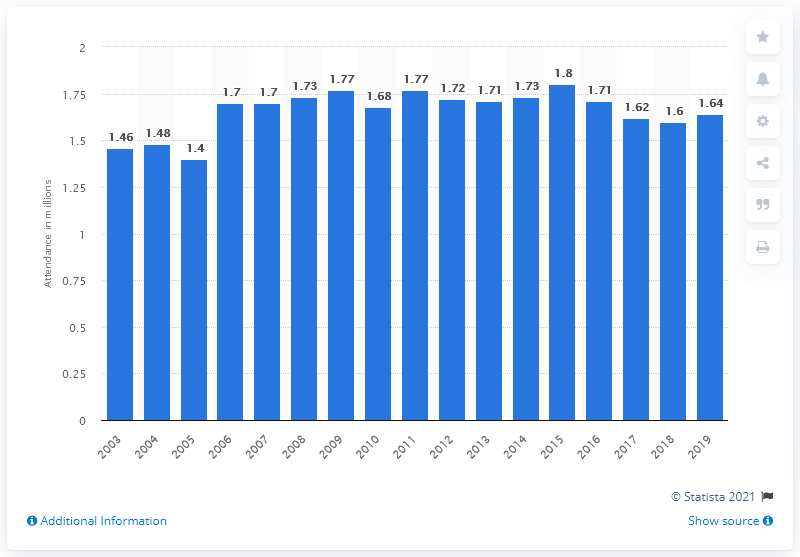 2
1.75
1.5
1.25
1
0.75
0.5
0.25
0
Attendance in millions
1.46 1.48 1.4 1.7 1.7 1.73 1.77 1.68 1.77 1.72 1.71 1.73 1.8 1.71 1.62 1.6 1.64
2003 2004 2005 2006 2007 2008 2009 2010 2011 2012 2013 2014 2015 2016 2017 2018 2019
© Statista 2021
Additional Information
Show source